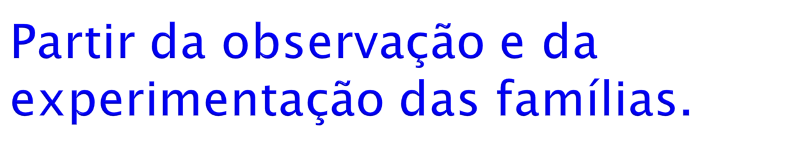 Partir da observação e da
experimentação das famílias.